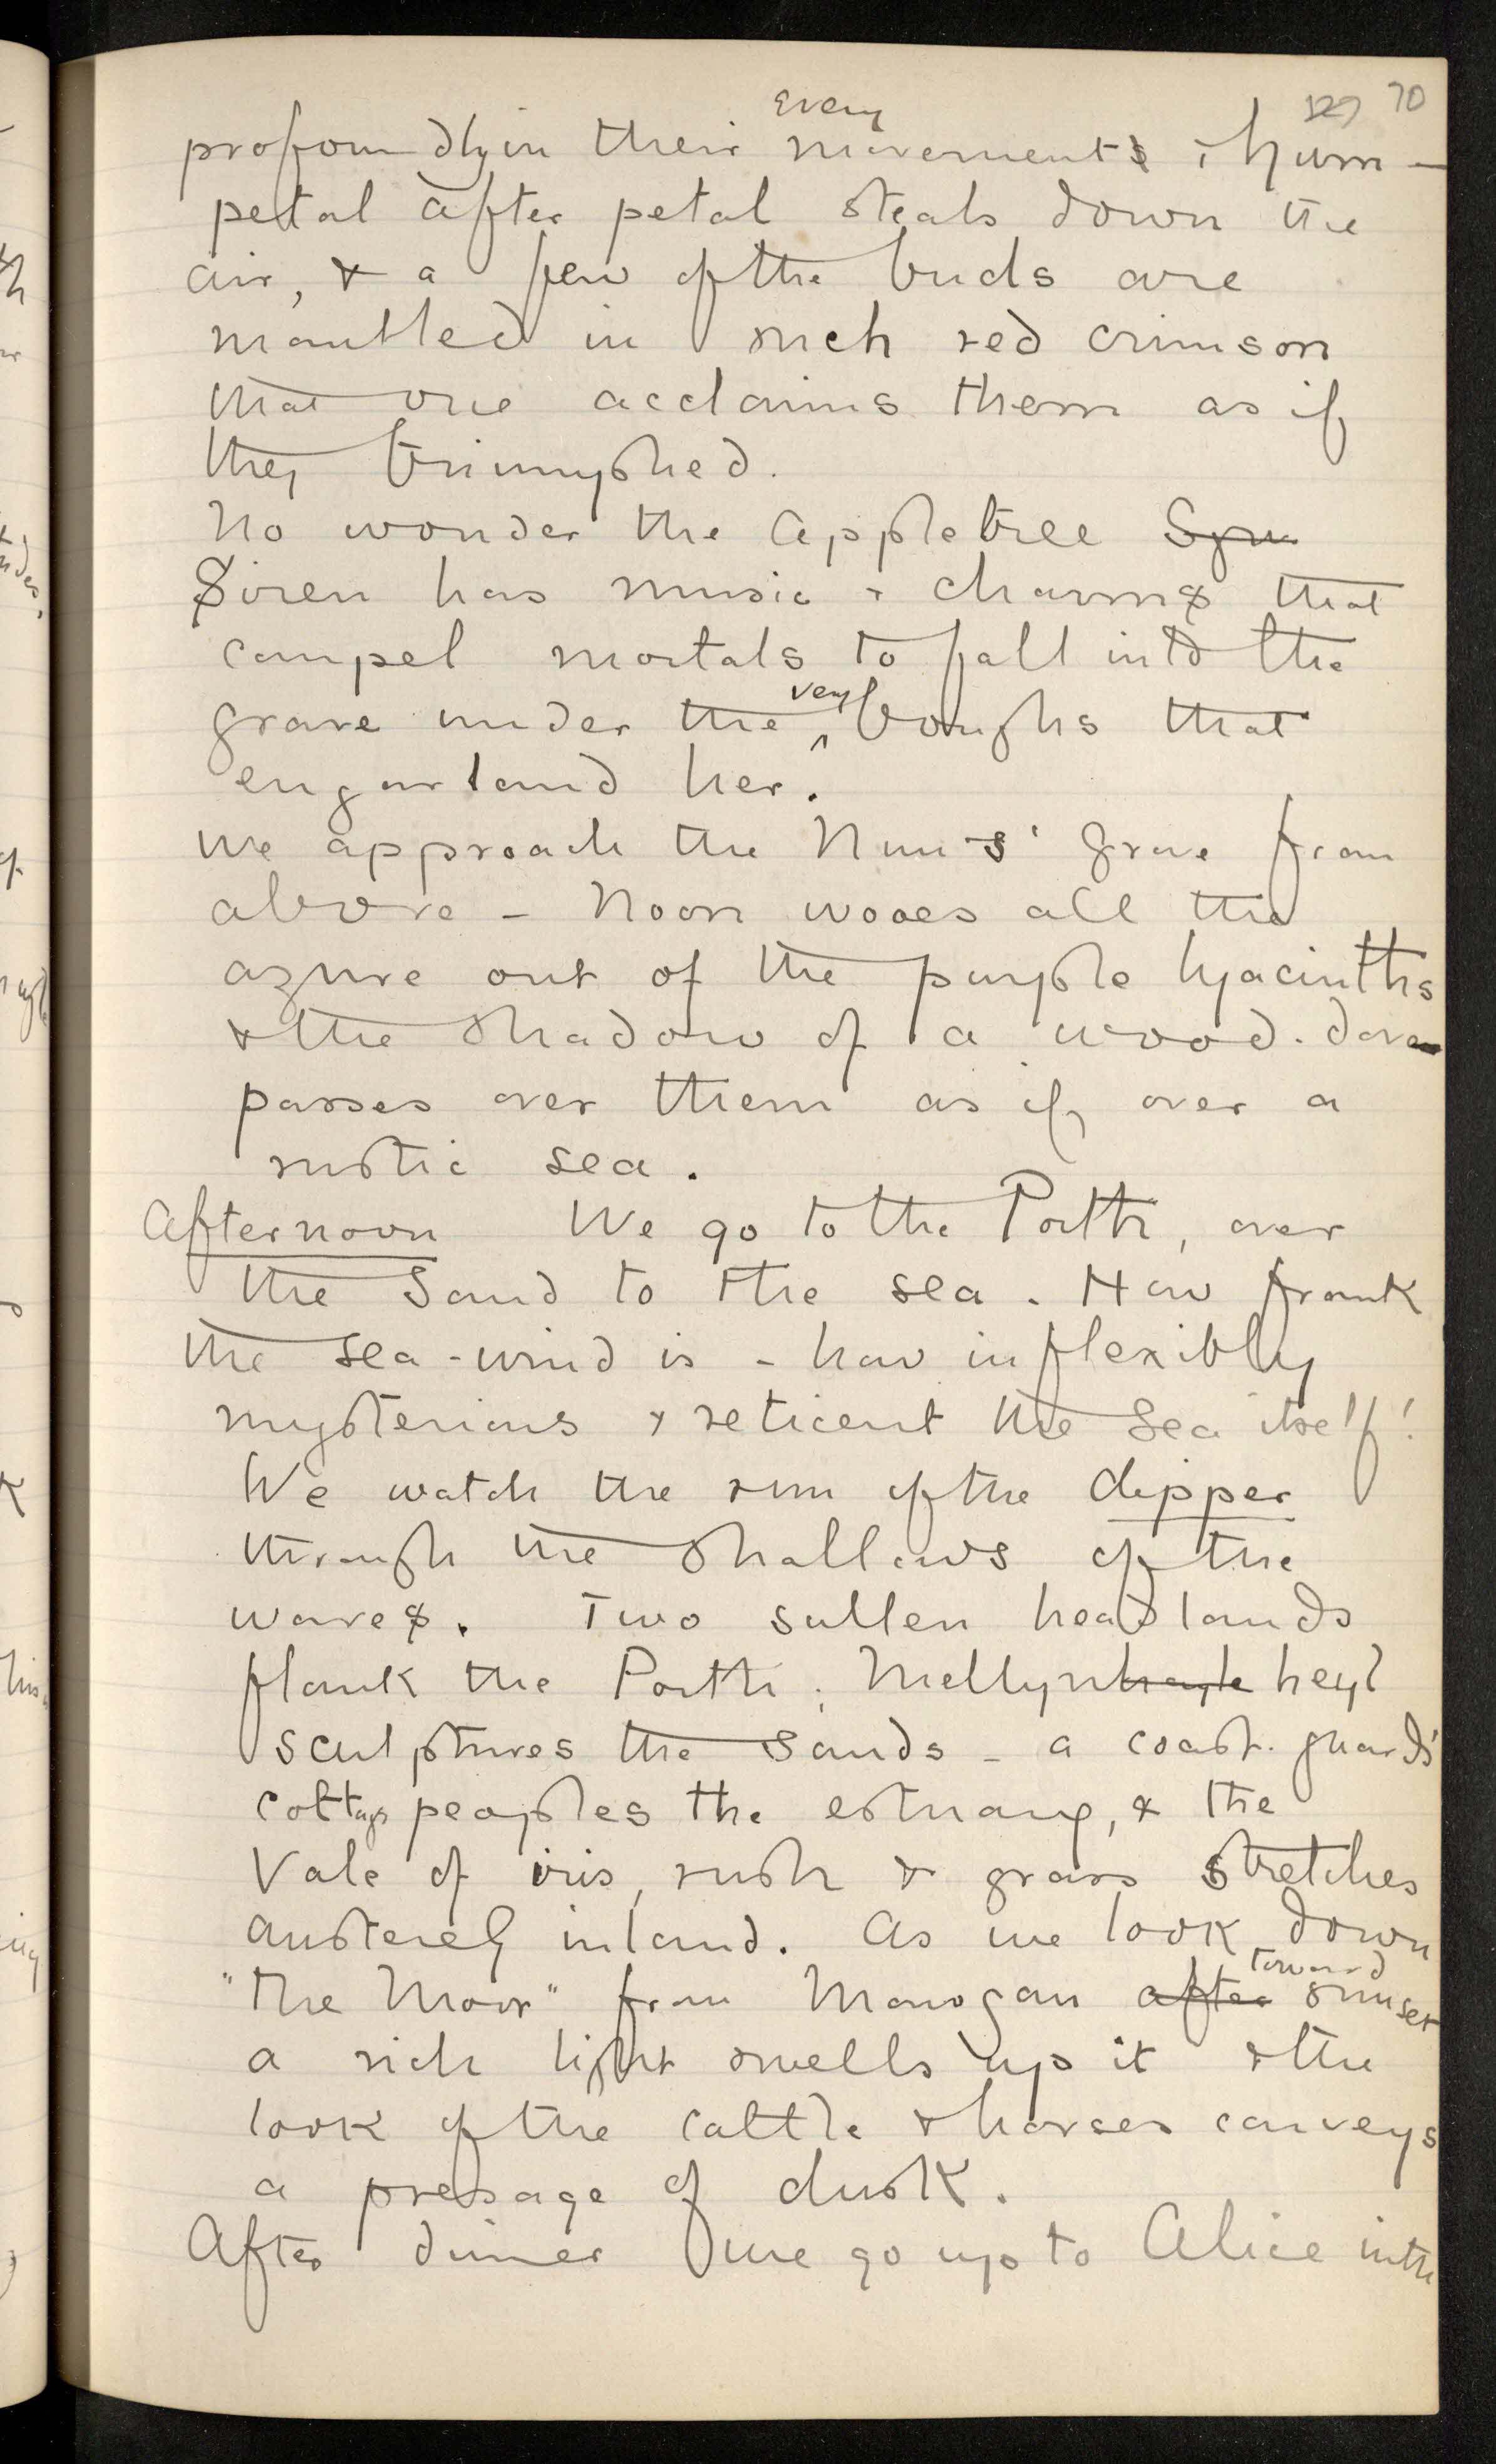 127 70
every
profoundly in their movements & hum –
petal after petal steals down the
air, & a few of the buds are
mantled in such red crimson
that one acclaims them as if
they triumphed.
No wonder the Appletree Syre
Siren has music & charms that
compel mortals to fall into the
very
grave under the ^ boughs that
engarland her.
We approach the Nun's' grave from
above – Noon wooes all the
azure out of the purple hyacinths
& the shadow of a wood-dove
passes over them as if over a
rustic sea.
Afternoon We go to the Porth, over
the Sand to the sea. How frank
the sea-wind is – how inflexibly
mysterious & reticent the Sea itself!
We watch the run of the dipper
through the shallows of the
waves. Two sullen headlands
flank the Porth; Mellynhayle heyl
sculptures the sands – a coast-guards'
cottage peoples the estuary, & the
Vale of iris, rush & grass stretches
austerely inland. As we look down
toward
"The Moor" from Manogan after sunset
a rich light swells up it & the
look of the cattle & horses conveys
a presage of dusk.
After dinner we go up to Alice in the